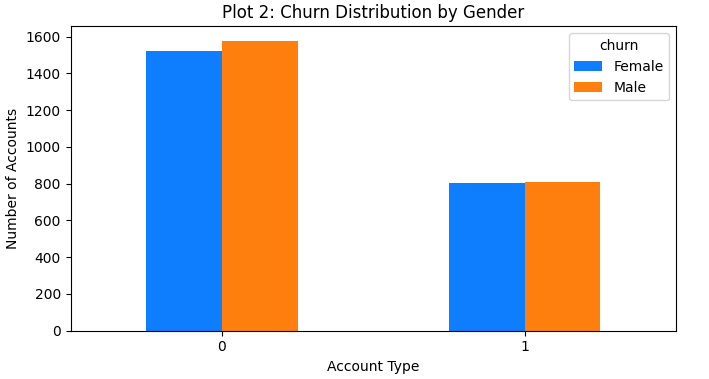 Plot 2: Churn Distribution by Gender
churn
Female
Male
1600
1400
1200
1000
800
600
400
200
0
Number of Accounts
0
1
Account Type